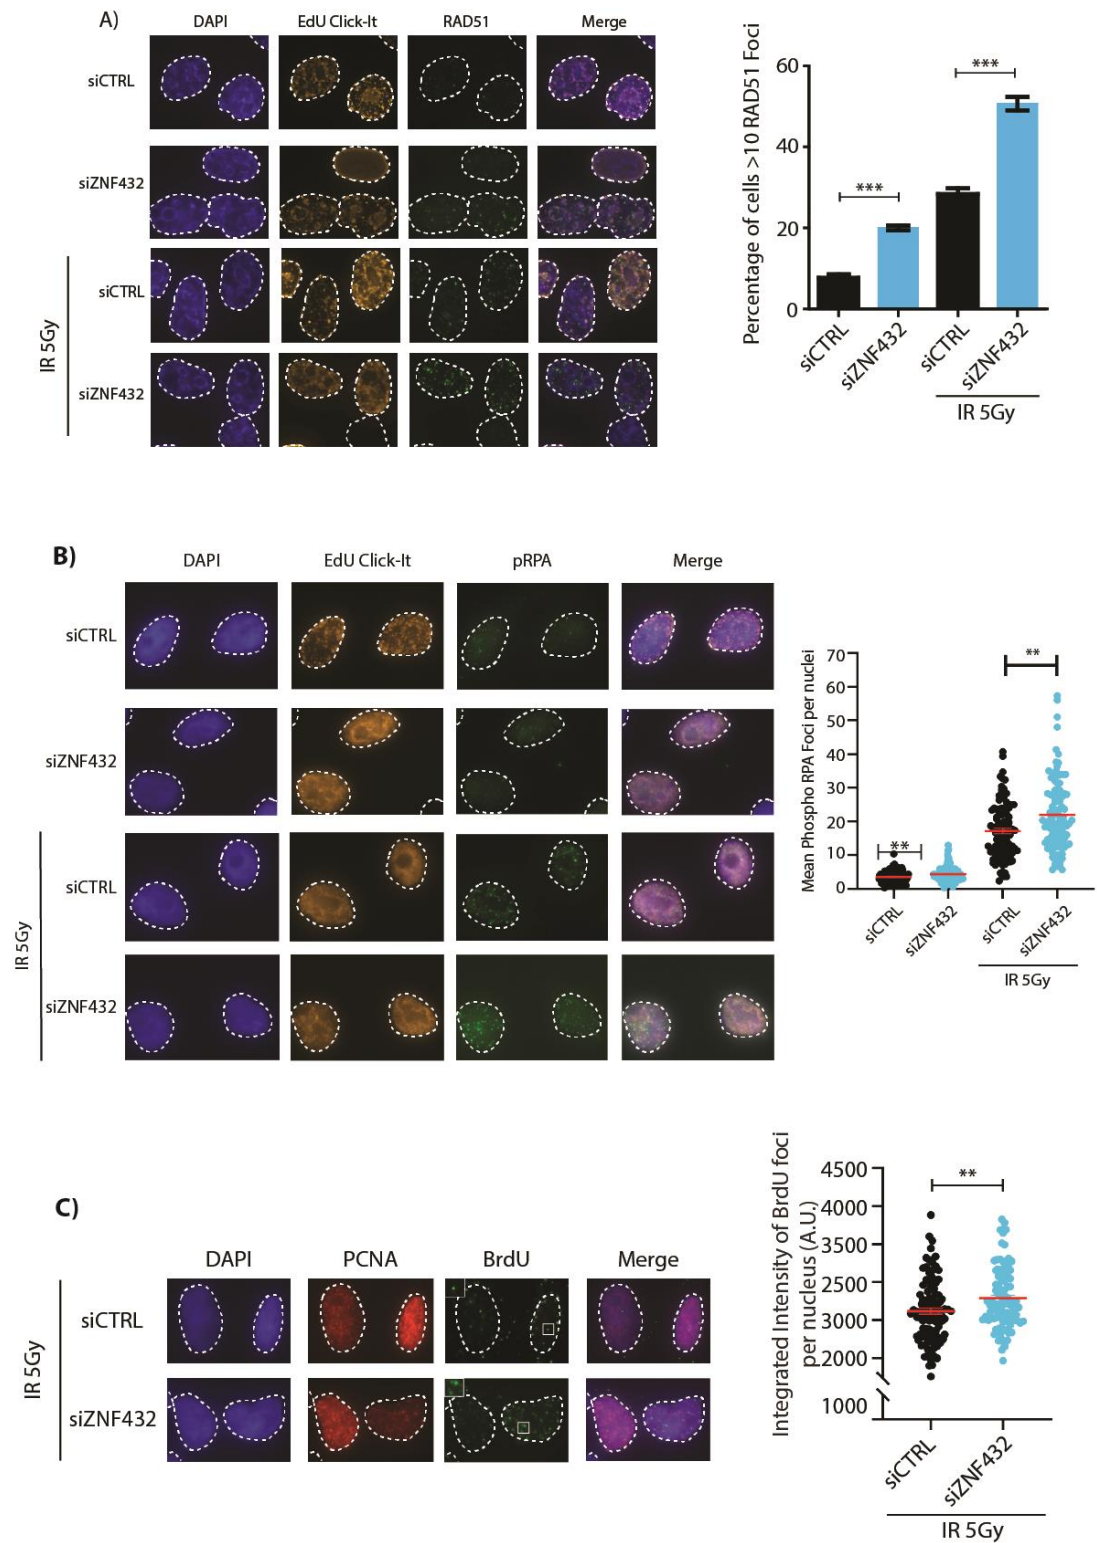 A)
DAPI EdU Click-It RAD51 Merge
siCTRL
siZNF432
siCTRL
siZNF432
IR 5Gy
Percentage of cells >10 RAD51 Foci
60
40
20
0
***
***
siCTRL siZNF432 siCTRL siZNF432
IR 5Gy
B)
DAPI EdU Click-It pRPA Merge
siCTRL
siZNF432
siCTRL
siZNF432
IR 5Gy
Mean Phospho RPA Foci per nuclei
70
60
50
40
30
20
10
0
**
**
siCTRL siZNF432 siCTRL siZNF432
IR 5Gy
C)
DAPI PCNA BrdU Merge
siCTRL
siZNF432
IR 5Gy
Integrated Intensity of BrdU foci
per nucleus (A.U.)
4500
4000
3500
2500
3000
2000
1000
**
siCTRL siZNF432
IR 5Gy